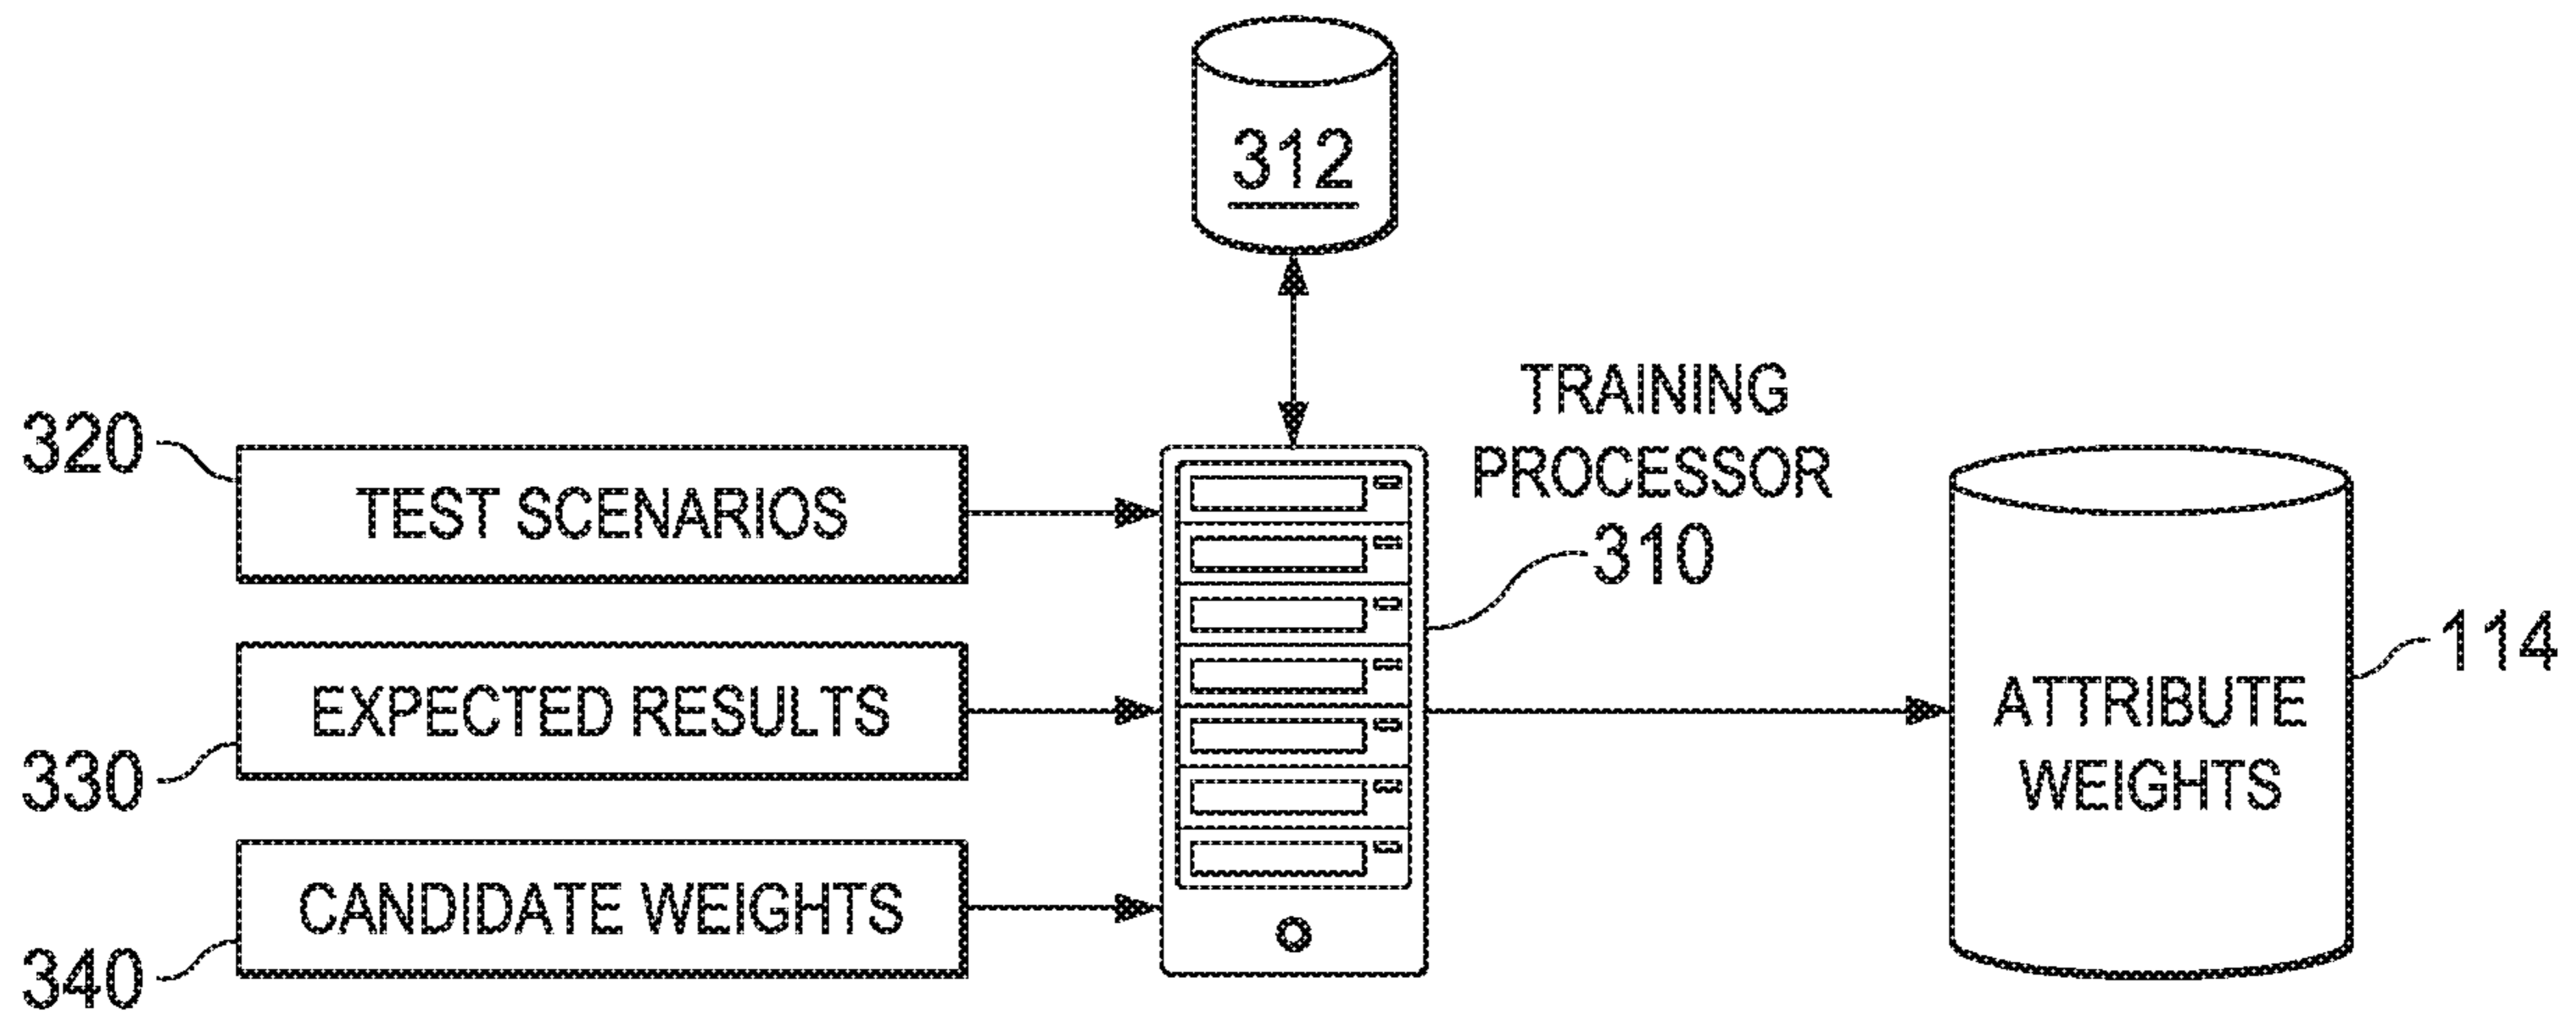 312
TRAINING
PROCESSOR
310
320
TEST SCENARIOS
330
EXPECTED RESULTS
340
CANDIDATE WEIGHTS
114
ATTRIBUTE
WEIGHTS